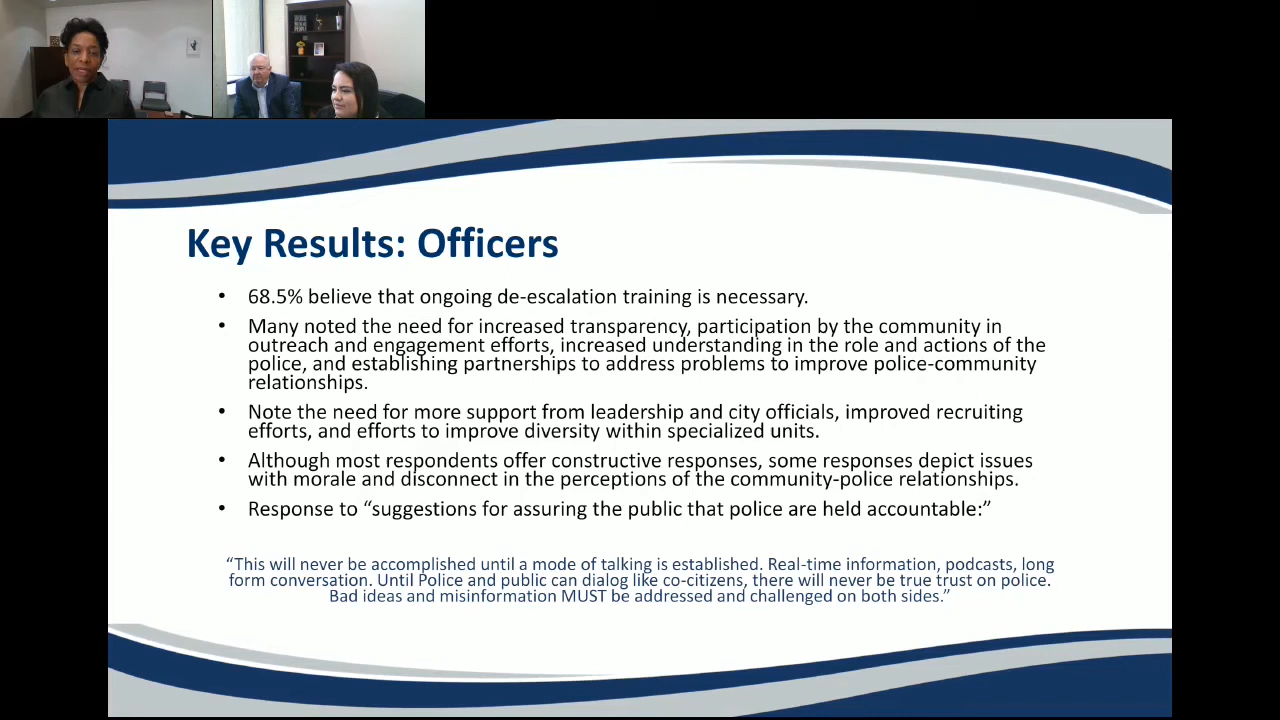 Key Results: Officers
• 68.5% believe that ongoing de-escalation training is necessary.
• Many noted the need for increased transparency, participation by the community in
outreach and engagement efforts, increased understanding in the role and actions of the
police, and establishing partnerships to address problems to improve police-community
relationships.
• Note the need for more support from leadership and city officials, improved recruiting
efforts, and efforts to improve diversity within specialized units.
• Although most respondents offer constructive responses, some responses depict issues
with morale and disconnect in the perceptions of the community-police relationships.
• Response to “suggestions for assuring the public that police are held accountable:”
“This will never be accomplished until a mode of talking is established. Real-time information, podcasts, long
form conversation. Until Police and public can dialog like co-citizens, there will never be true trust on police.
Bad ideas and misinformation MUST be addressed and challenged on both sides.”